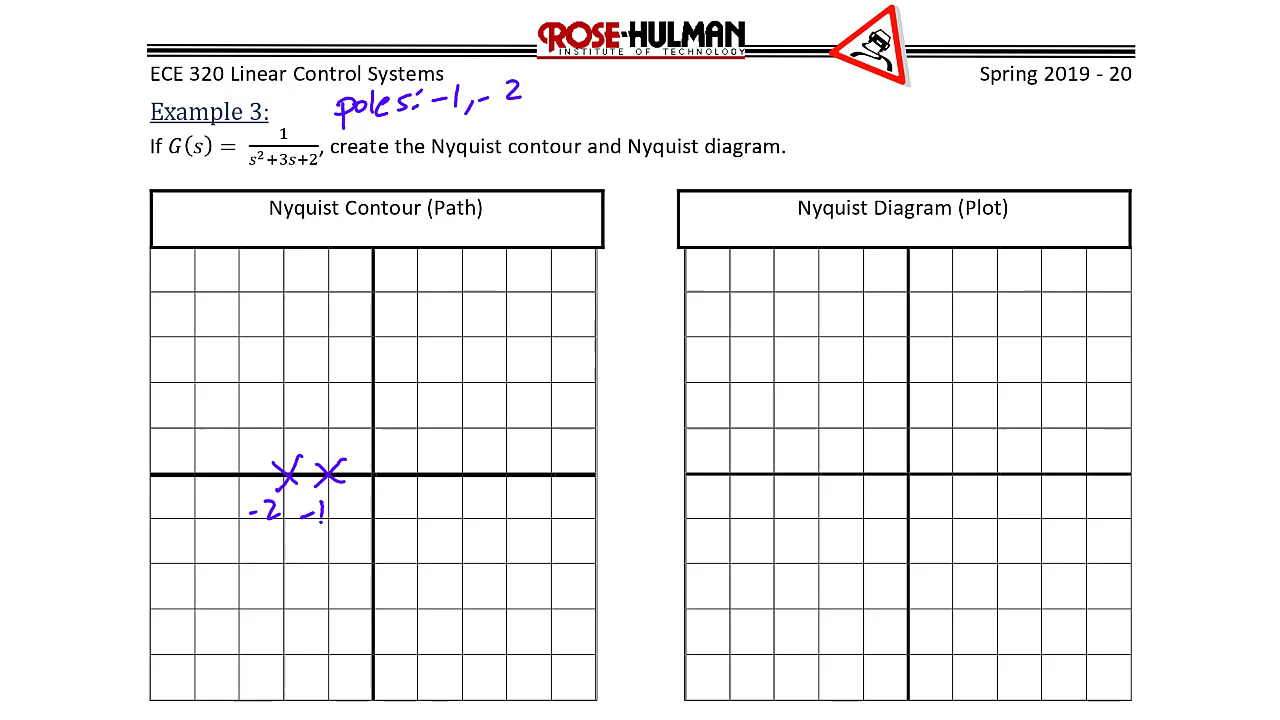 ROSE-HULMAN
INSTITUTE OF TECHNOLOGY
ECE 320 Linear Control Systems
Spring 2019 - 20
Example 3:
poles: -1, -2
If G(s) = 1/(s²+3s+2), create the Nyquist contour and Nyquist diagram.
Nyquist Contour (Path)
Nyquist Diagram (Plot)
-2 -1